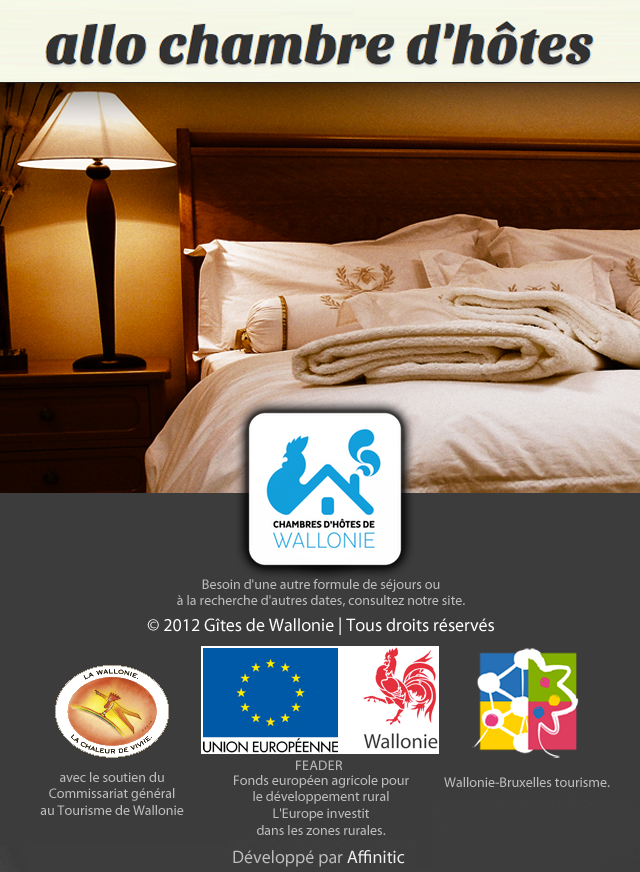 allo chambre d'hôtes
CHAMBRES D'HÔTES DE
WALLONIE
Besoin d'une autre formule de séjours ou
à la recherche d'autres dates, consultez notre site.
© 2012 Gîtes de Wallonie | Tous droits réservés
LA WALLONIE.
LA CHALEUR DE VIVRE.
avec le soutien du
Commissariat général
au Tourisme de Wallonie
UNION EUROPÉENNE
Wallonie
FEADER
Fonds européen agricole pour
le développement rural
L'Europe investit
dans les zones rurales.
Wallonie-Bruxelles tourisme.
Développé par Affinitic